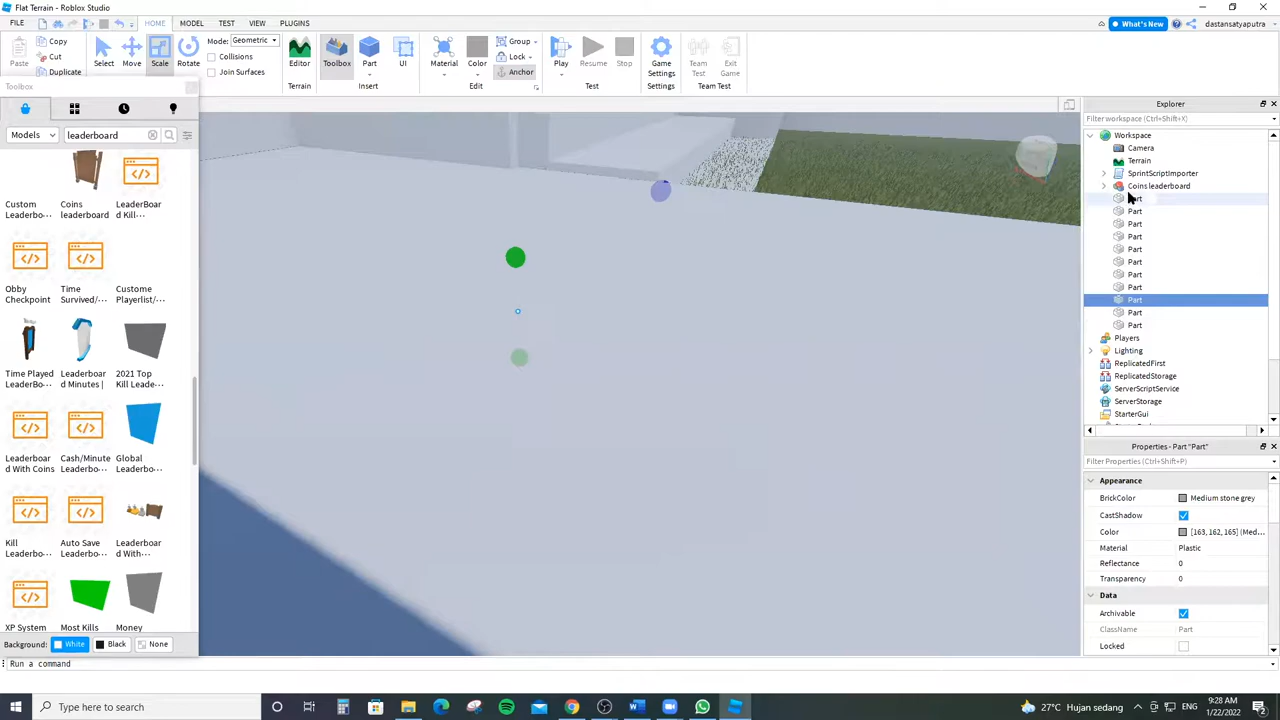 Flat Terrain - Roblox Studio
FILE HOME MODEL TEST VIEW PLUGINS What's New dastansatyaputra
Paste Copy Cut Duplicate Select Move Scale Rotate Mode: Geometric Collisions Join Surfaces
Editor Terrain Toolbox Part UI Insert Material Color Group Lock Anchor Edit
Play Resume Stop Test Game Settings Settings Team Test Exit Game Team Test
Toolbox
Models leaderboard
Custom Leaderbo...
Coins leaderboard
LeaderBoar d Kill...
Obby Checkpoint
Time Survived/...
Custome Playerlist/...
Time Played LeaderBo...
Leaderboar d Minutes |
2021 Top Kill Leade...
Leaderboar d With Coins
Cash/Minute Leaderbo...
Global Leaderbo...
Kill Leaderbo...
Auto Save Leaderbo...
Leaderboar d With...
XP System
Most Kills
Money
Background: White Black None
Run a command
Explorer
Filter workspace (Ctrl+Shift+X)
Workspace
Camera
Terrain
SprintScriptImporter
Coins leaderboard
Part
Part
Part
Part
Part
Part
Part
Part
Part
Part
Players
Lighting
ReplicatedFirst
ReplicatedStorage
ServerScriptService
ServerStorage
StarterGui
Properties - Part "Part"
Filter Properties (Ctrl+Shift+P)
Appearance
BrickColor Medium stone grey
CastShadow
Color [163, 162, 165] (Med...
Material Plastic
Reflectance 0
Transparency 0
Data
Archivable
ClassName Part
Locked
Type here to search
27°C Hujan sedang ENG 9:28 AM
1/22/2022